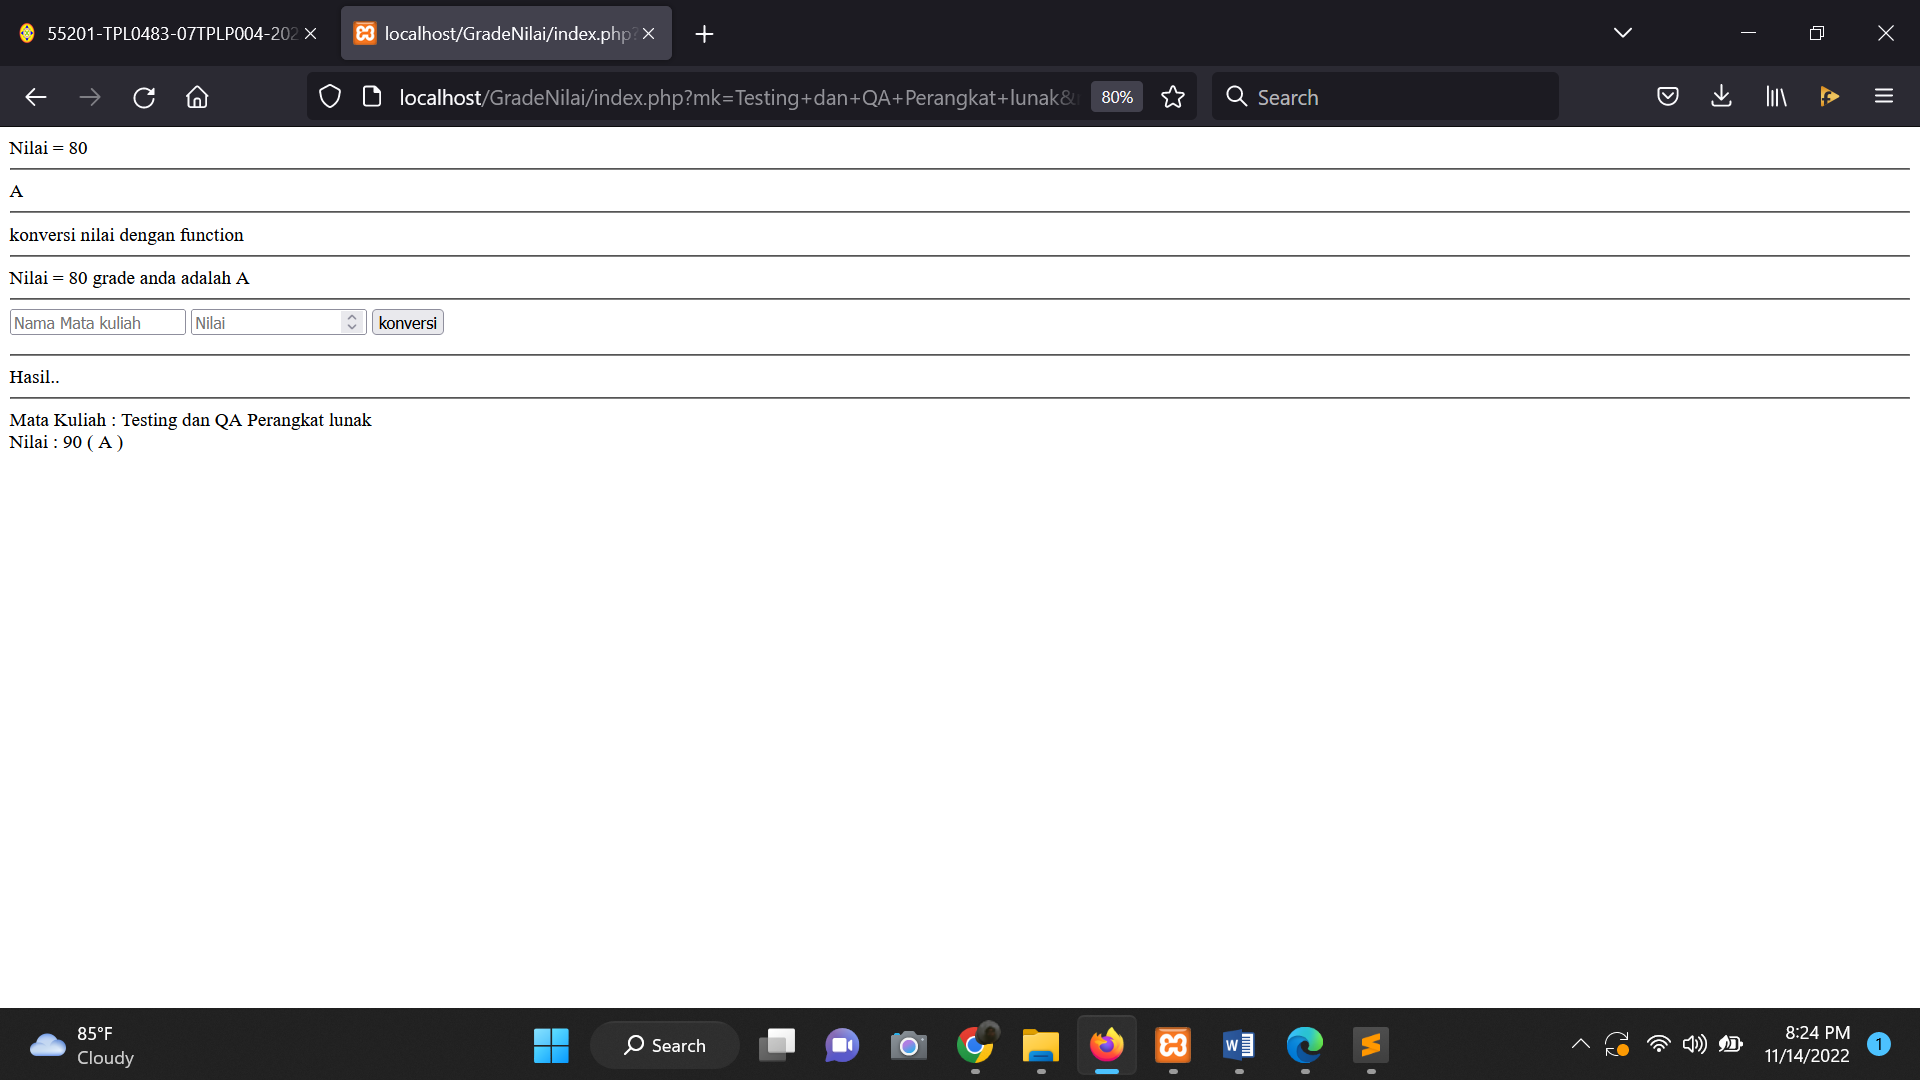 55201-TPL0483-07TPLP004-202
localhost/GradeNilai/index.php?
localhost/GradeNilai/index.php?mk=Testing+dan+QA+Perangkat+lunak&
80%
Search
Nilai = 80
A
konversi nilai dengan function
Nilai = 80 grade anda adalah A
Nama Mata kuliah Nilai konversi
Hasil..
Mata Kuliah : Testing dan QA Perangkat lunak
Nilai : 90 ( A )
85°F
Cloudy
Search
8:24 PM
11/14/2022
1